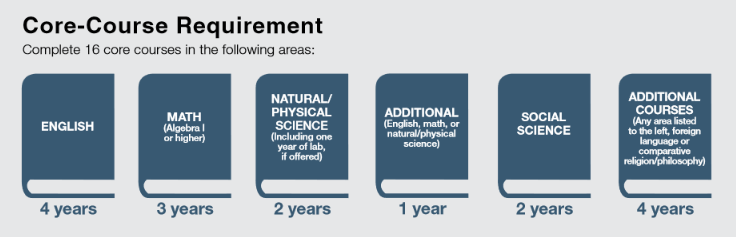 Core-Course Requirement
Complete 16 core courses in the following areas:
ENGLISH
4 years
MATH
(Algebra I
or higher)
3 years
NATURAL/
PHYSICAL
SCIENCE
(Including one
year of lab,
if offered)
2 years
ADDITIONAL
(English, math, or
natural/physical
science)
1 year
SOCIAL
SCIENCE
2 years
ADDITIONAL
COURSES
(Any area listed
to the left, foreign
language or
comparative
religion/philosophy)
4 years